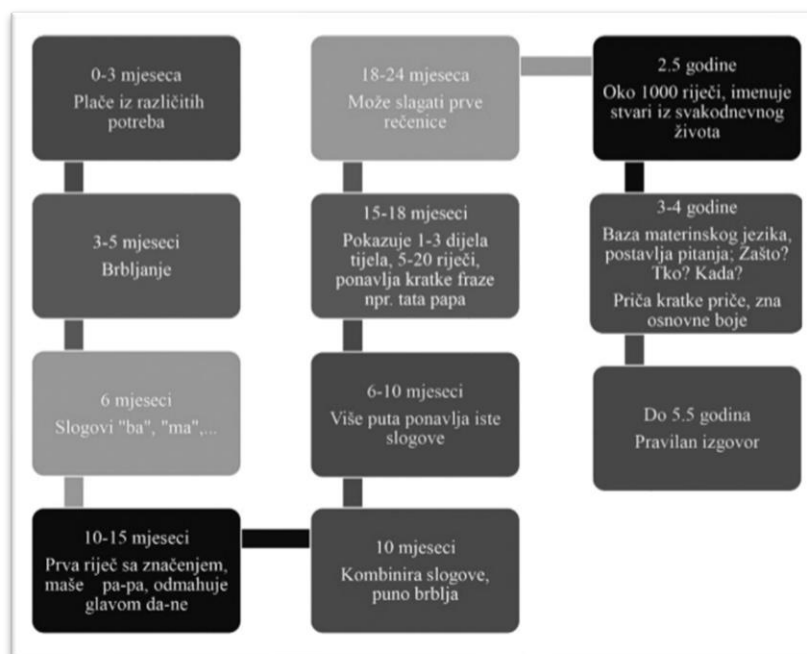 0-3 mjeseca
Plače iz različitih
potreba
3-5 mjeseci
Brbljanje
6 mjeseci
Slogovi "ba", "ma",...
10-15 mjeseci
Prva riječ sa značenjem,
maše pa-pa, odmahuje
glavom da-ne
10 mjeseci
Kombinira slogove,
puno brblja
6-10 mjeseci
Više puta ponavlja iste
slogove
15-18 mjeseci
Pokazuje 1-3 dijela
tijela, 5-20 riječi,
ponavlja kratke fraze
npr. tata papa
18-24 mjeseca
Može slagati prve
rečenice
2.5 godine
Oko 1000 riječi, imenuje
stvari iz svakodnevnog
života
3-4 godine
Baza materinskog jezika,
postavlja pitanja; Zašto?
Tko? Kada?
Priča kratke priče, zna
osnovne boje
Do 5.5 godina
Pravilan izgovor